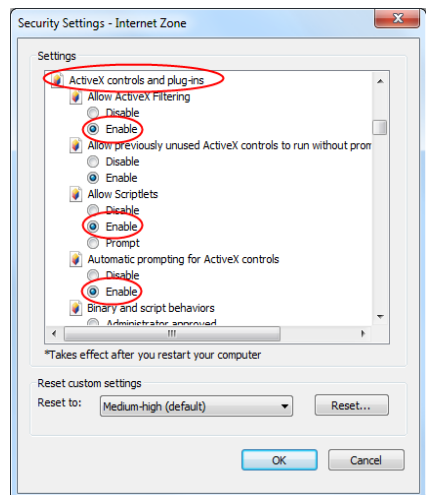 Security Settings - Internet Zone
Settings
ActiveX controls and plug-ins
Allow ActiveX Filtering
Disable
Enable
Allow previously unused ActiveX controls to run without prom
Disable
Enable
Allow Scriptlets
Disable
Enable
Prompt
Automatic prompting for ActiveX controls
Disable
Enable
Binary and script behaviors
Administrator approved
*Takes effect after you restart your computer
Reset custom settings
Reset to: Medium-high (default) Reset...
OK Cancel